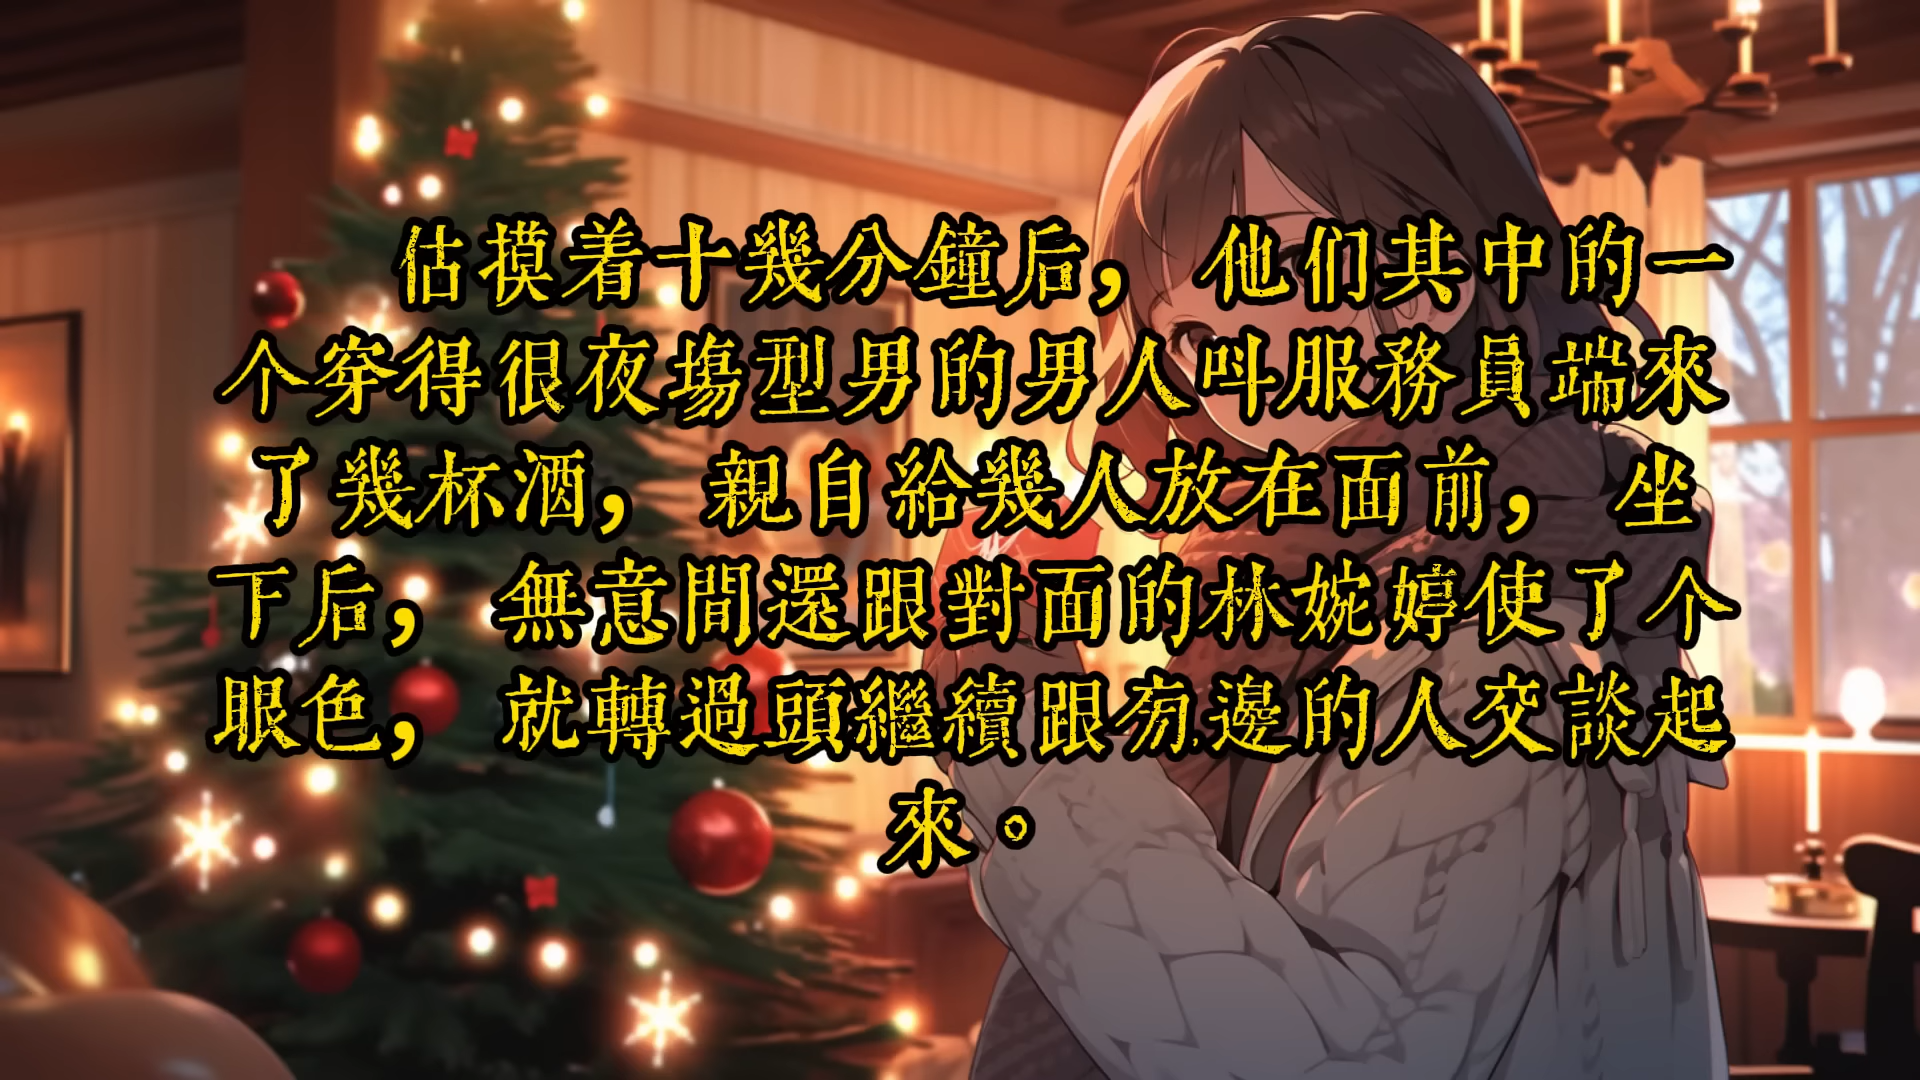 估摸着十幾分鐘后，他们其中的一
个穿得很夜塲型男的男人呌服務員端來
了幾杯酒，親自給幾人放在面前，坐
下后，無意間還跟對面的林婉婷使了个
眼色，就轉過頭繼續跟旁邊的人交談起
來。